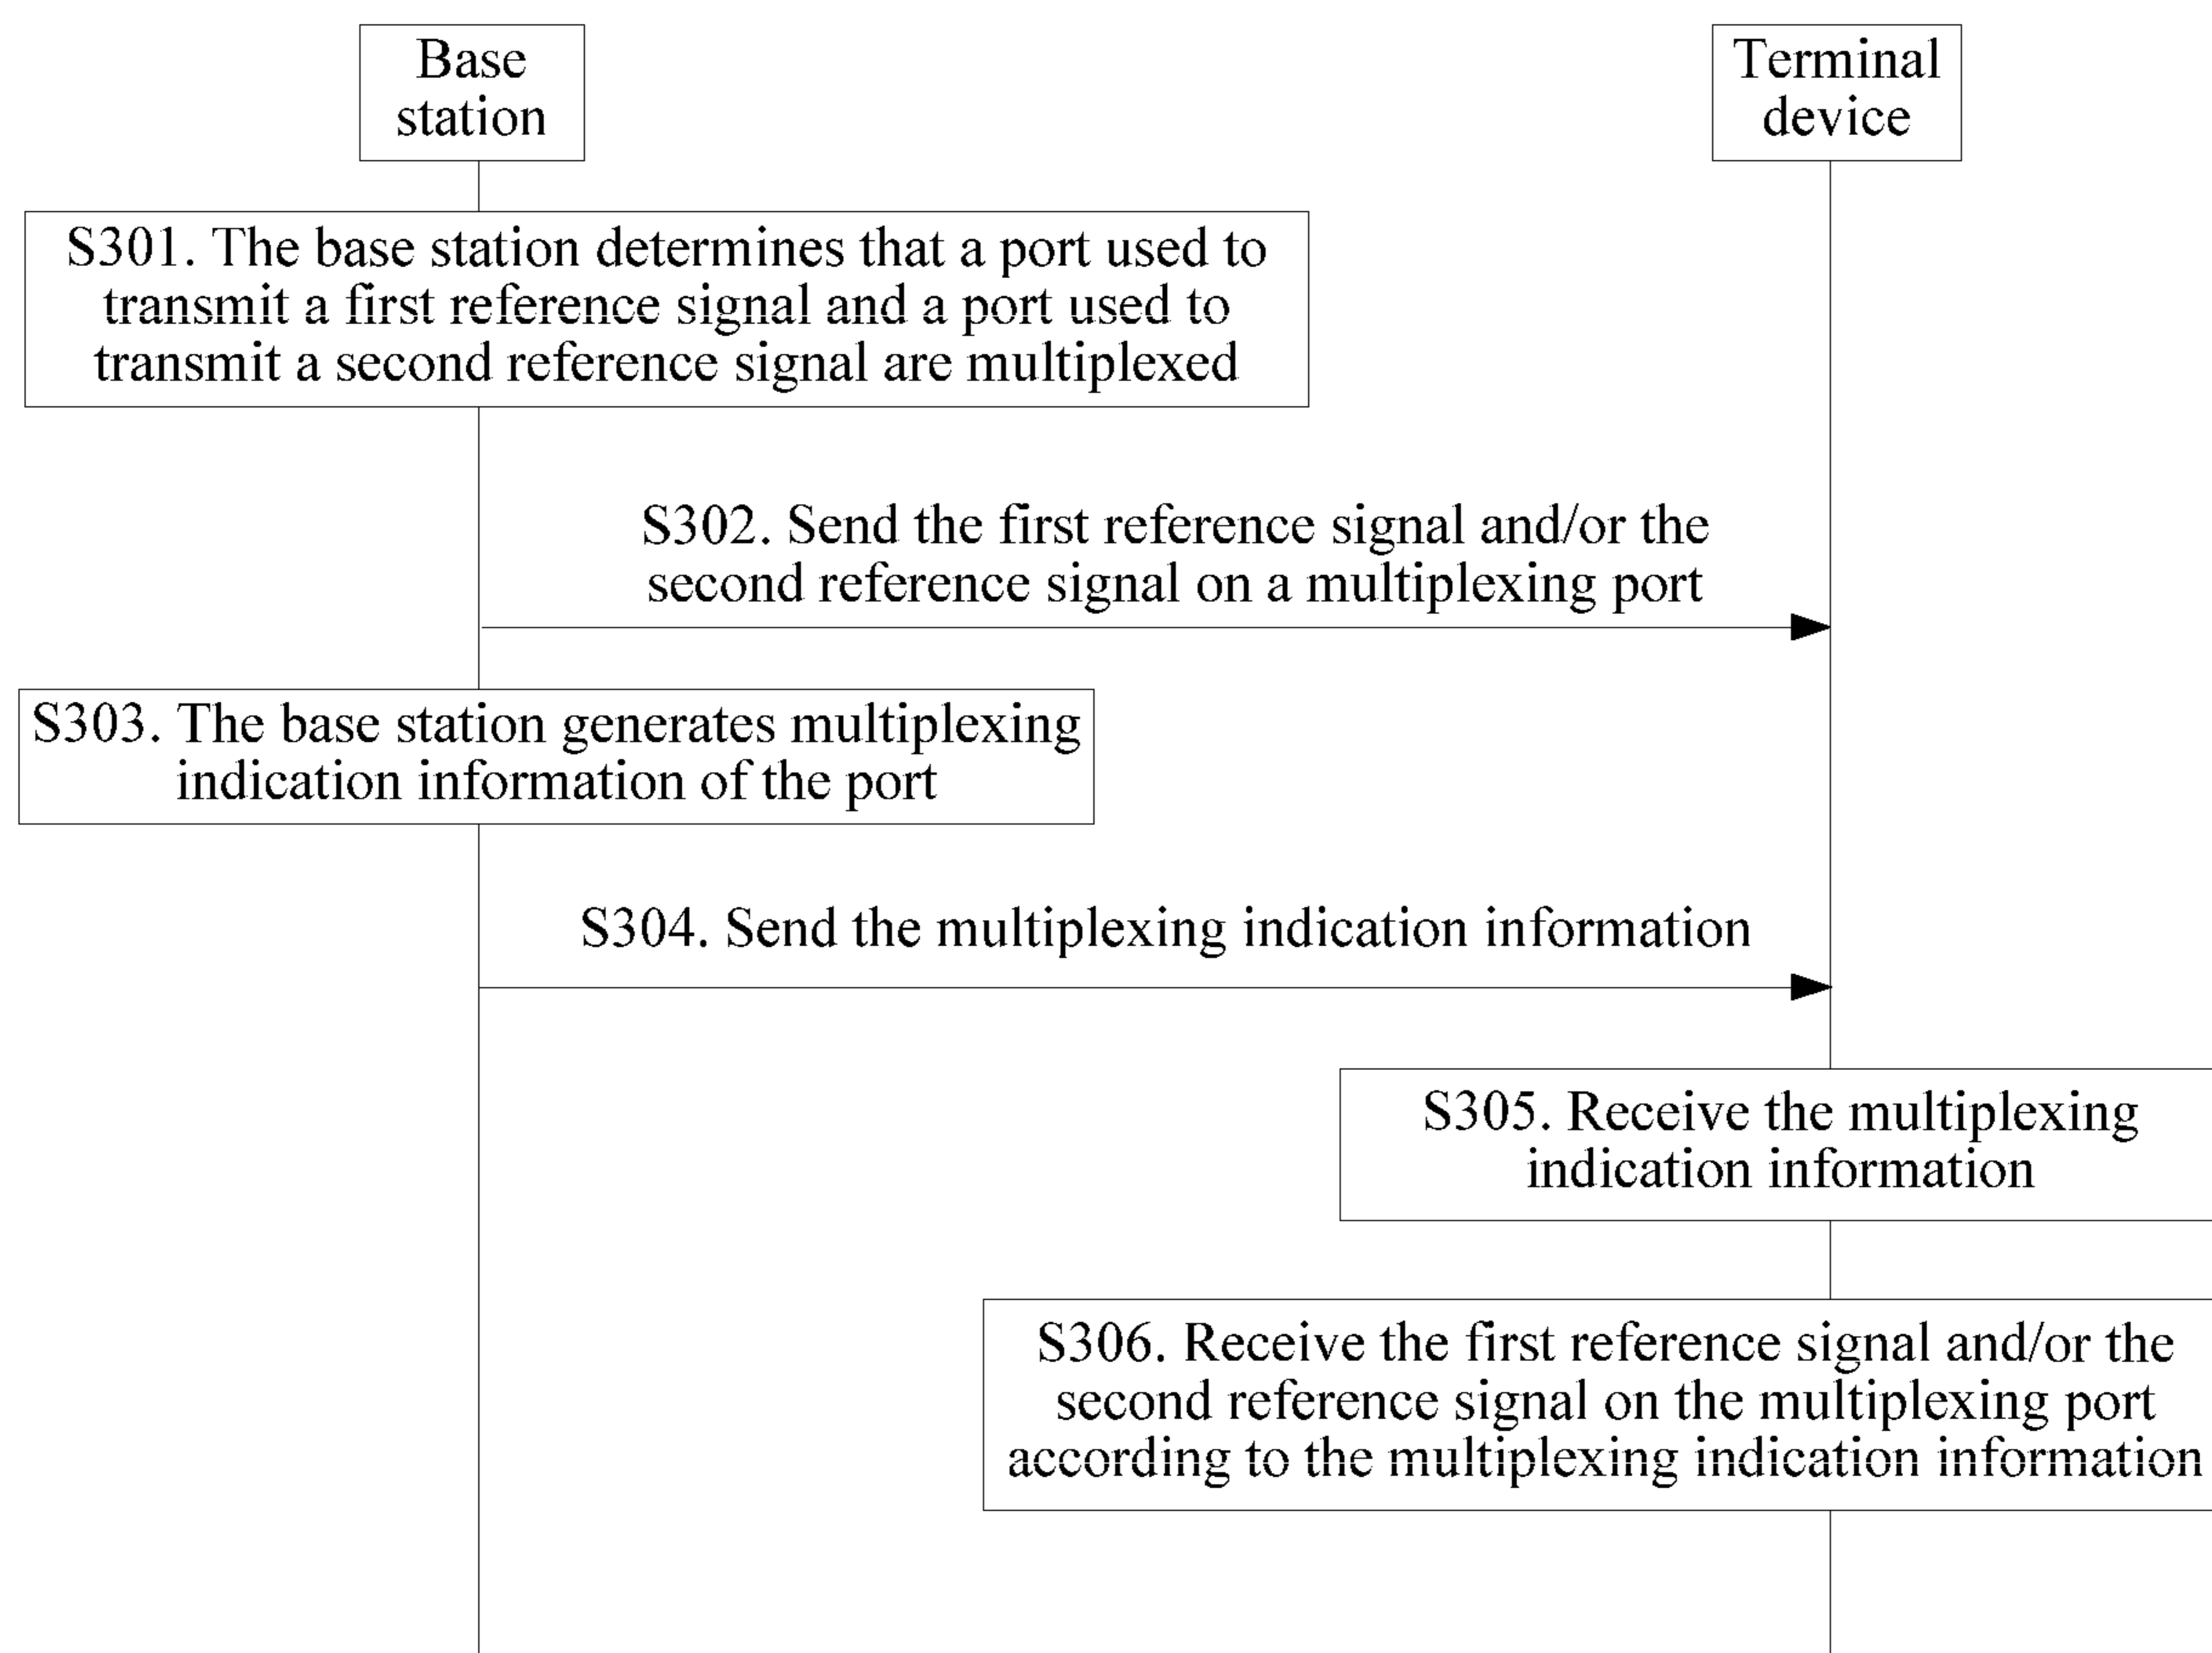 Base
station
Terminal
device
S301. The base station determines that a port used to
transmit a first reference signal and a port used to
transmit a second reference signal are multiplexed
S302. Send the first reference signal and/or the
second reference signal on a multiplexing port
S303. The base station generates multiplexing
indication information of the port
S304. Send the multiplexing indication information
S305. Receive the multiplexing
indication information
S306. Receive the first reference signal and/or the
second reference signal on the multiplexing port
according to the multiplexing indication information